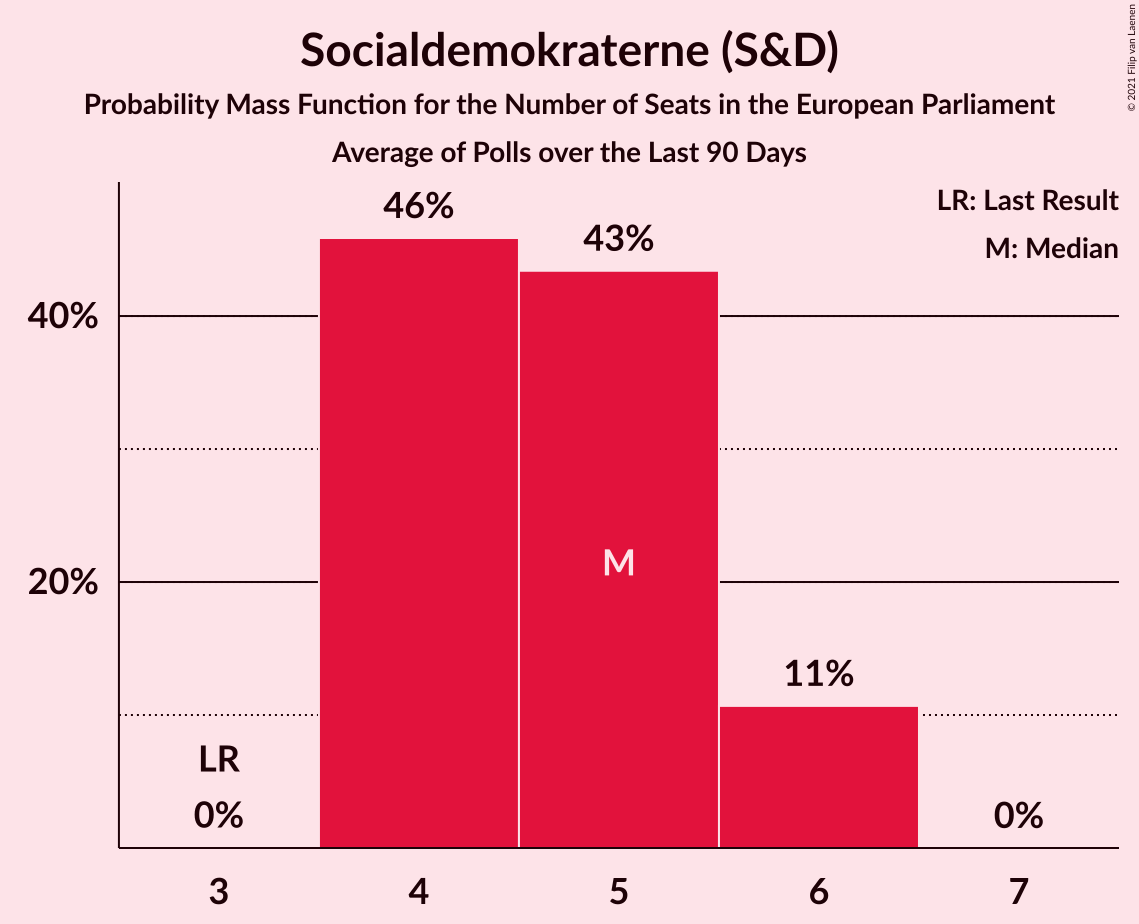 Socialdemokraterne (S&D)
Probability Mass Function for the Number of Seats in the European Parliament
Average of Polls over the Last 90 Days
© 2021 Filip van Laenen
LR: Last Result
M: Median
46%
43%
40%
M
20%
11%
LR
0%
0%
3
4
5
6
7